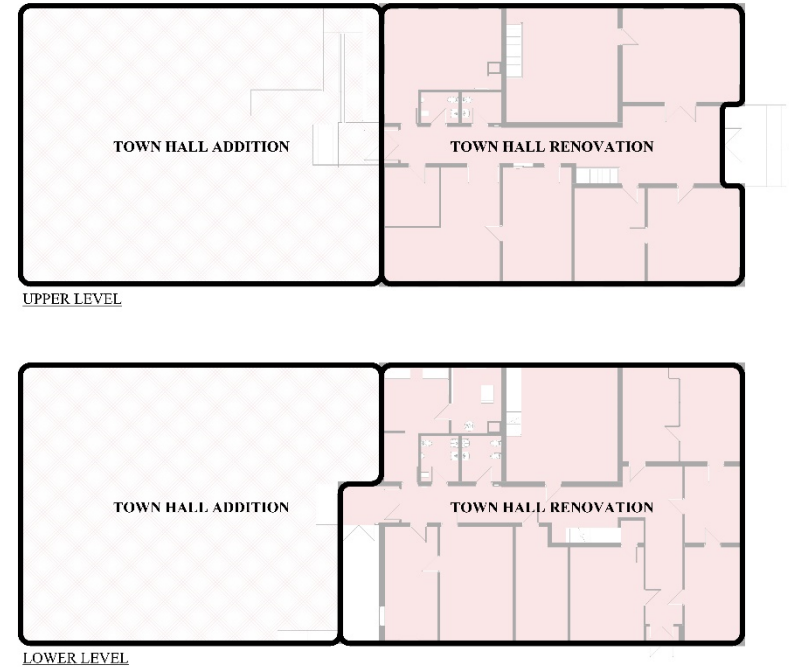 TOWN HALL ADDITION
TOWN HALL RENOVATION
UPPER LEVEL
TOWN HALL ADDITION
TOWN HALL RENOVATION
LOWER LEVEL